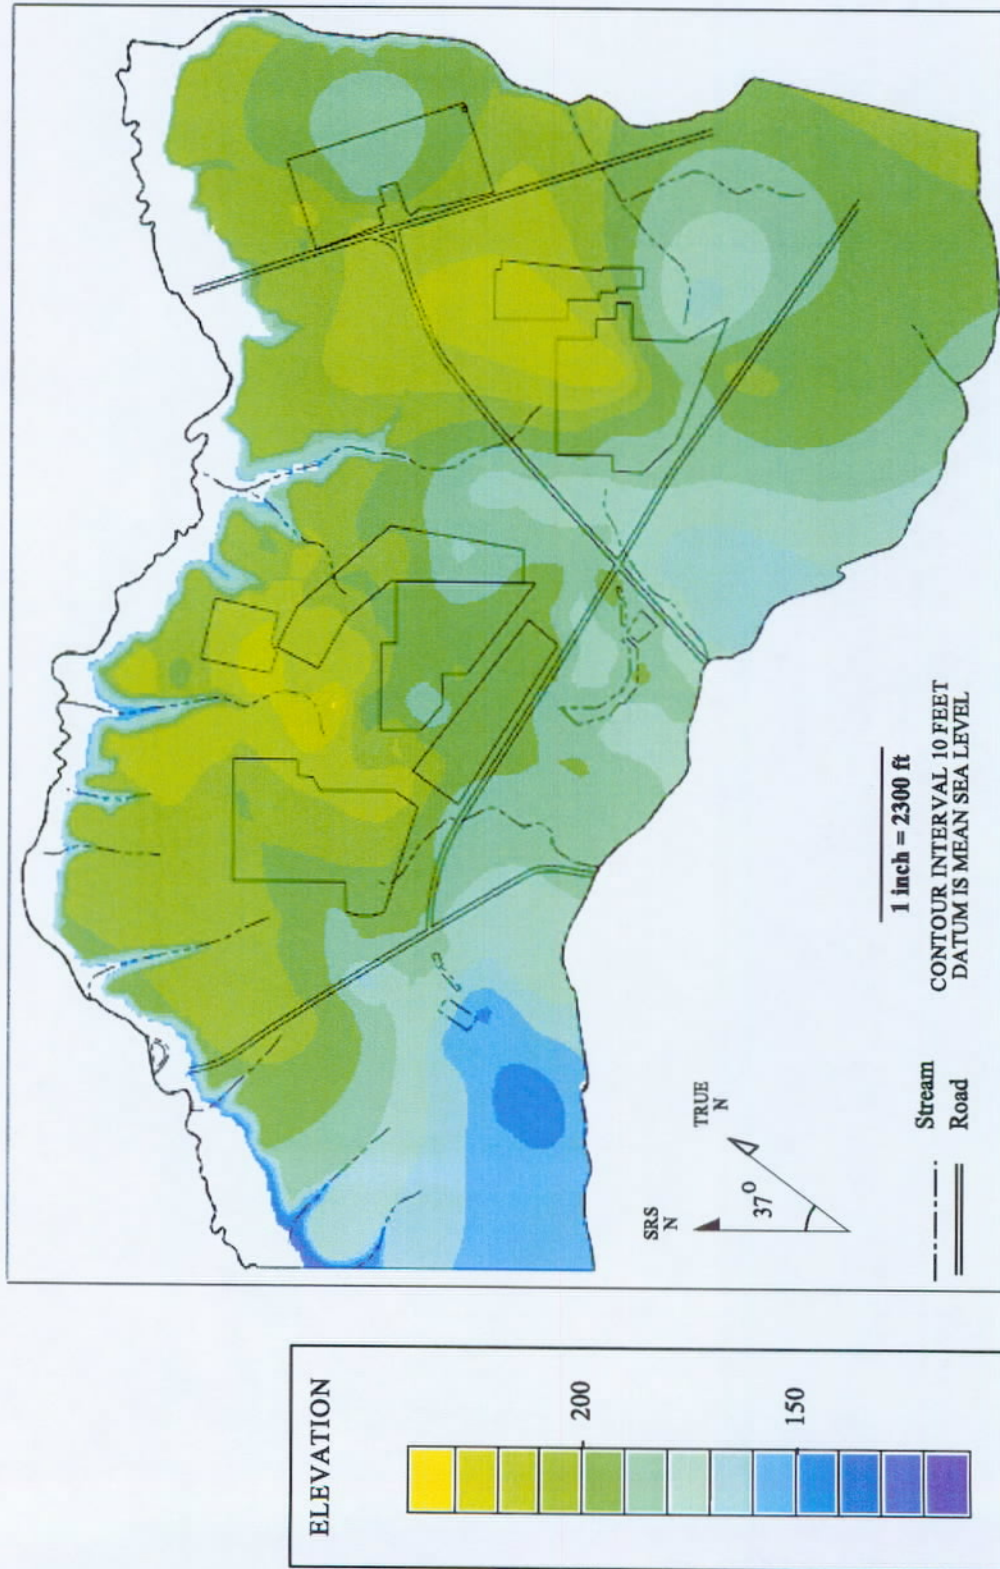 ELEVATION
200
150
SRS
N
TRUE
N
37°
1 inch = 2300 ft
Stream
Road
CONTOUR INTERVAL 10 FEET
DATUM IS MEAN SEA LEVEL